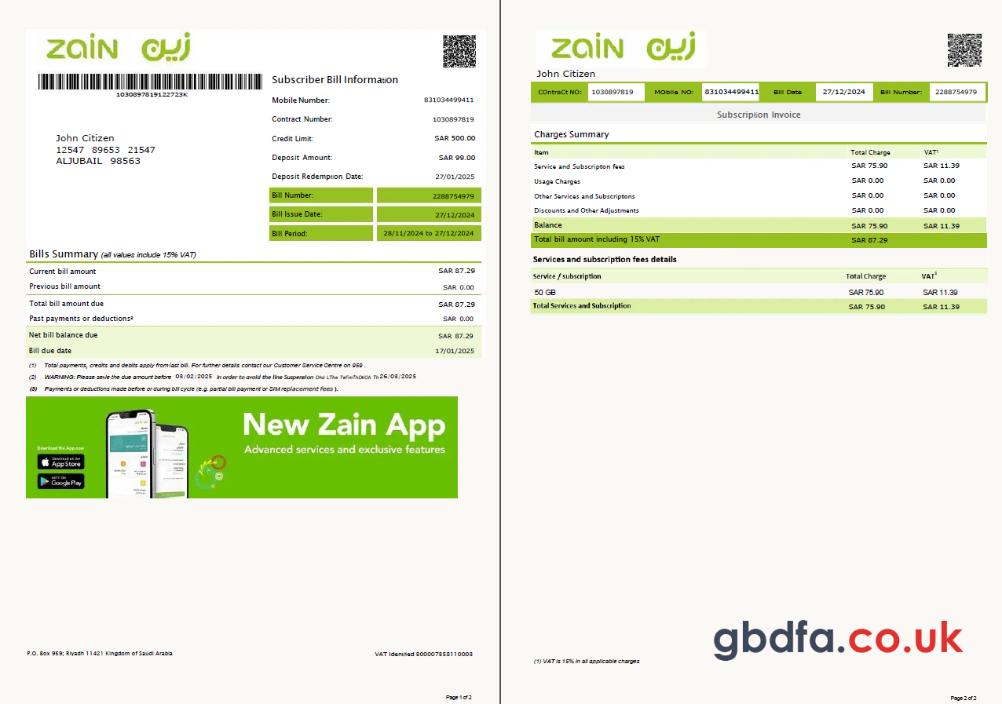 zain زين
1030897819122723K
Subscriber Bill Information
Mobile Number: 831034499411
Contract Number: 1030897819
Credit Limit: SAR 500.00
Deposit Amount: SAR 99.00
Deposit Redemption Date: 27/01/2025
Bill Number: 2288754979
Bill Issue Date: 27/12/2024
Bill Period: 28/11/2024 to 27/12/2024
John Citizen
12547 89653 21547
ALJUBAIL 98563
Bills Summary (all values include 15% VAT)
Current bill amount SAR 87.29
Previous bill amount SAR 0.00
Total bill amount due SAR 87.29
Past payments or deductions³ SAR 0.00
Net bill balance due SAR 87.29
Bill due date 17/01/2025
(1) Total payments, credits and debits apply from last bill. For further details contact our Customer Service Centre on 959 .
(2) WARNING: Please settle the due amount before 08/02/2025 in order to avoid the line Suspension
(3) Payments or deductions made before or during bill cycle (e.g. partial bill payment or SIM replacement fees ).
New Zain App
Advanced services and exclusive features
Download the App now
Download on the
App Store
GET IT ON
Google Play
P.O. Box 959; Riyadh 11421 Kingdom of Saudi Arabia
Page 1 of 2
zain زين
John Citizen
COntraCt NO: 1030897819 MObile NO: 831034499411 Bill Date 27/12/2024 Bill Number: 2288754979
Subscription Invoice
Charges Summary
Item Total Charge VAT¹
Service and Subscription fees SAR 75.90 SAR 11.39
Usage Charges SAR 0.00 SAR 0.00
Other Services and Subscriptons SAR 0.00 SAR 0.00
Discounts and Other Adjustments SAR 0.00 SAR 0.00
Balance SAR 75.90 SAR 11.39
Total bill amount including 15% VAT SAR 87.29
Services and subscription fees details
Service / subscription Total Charge VAT¹
50 GB SAR 75.90 SAR 11.39
Total Services and Subscription SAR 75.90 SAR 11.39
gbdfa.co.uk
(1) VAT is 15% in all applicable charges
Page 2 of 2